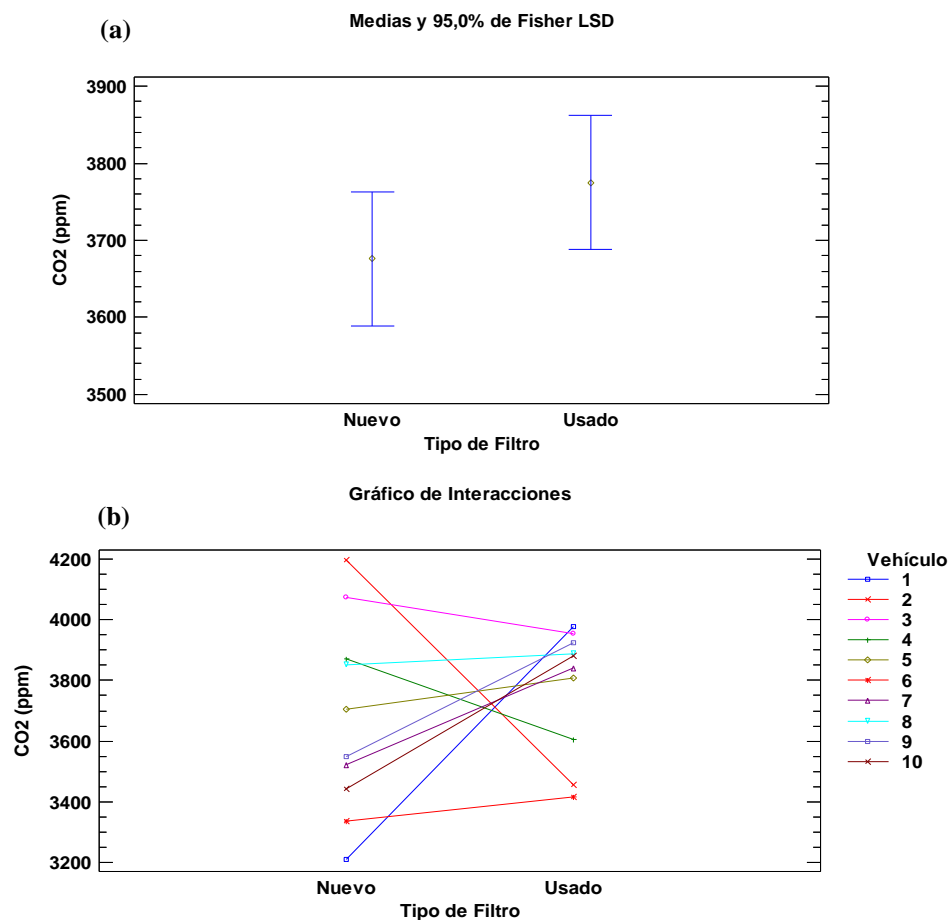 (a)
Medias y 95,0% de Fisher LSD
3900
3800
3700
3600
3500
CO2 (ppm)
Nuevo Usado
Tipo de Filtro
Gráfico de Interacciones
(b)
4200
4000
3800
3600
3400
3200
CO2 (ppm)
Nuevo Usado
Tipo de Filtro
Vehículo
1
2
3
4
5
6
7
8
9
10